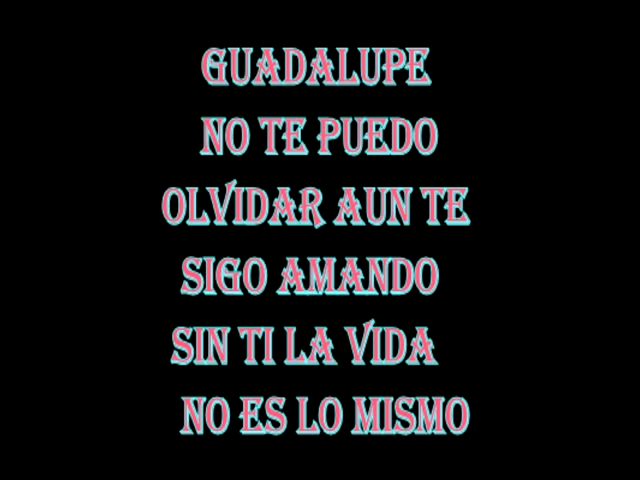 GUADALUPE
NO TE PUEDO
OLVIDAR AUN TE
SIGO AMANDO
SIN TI LA VIDA
NO ES LO MISMO